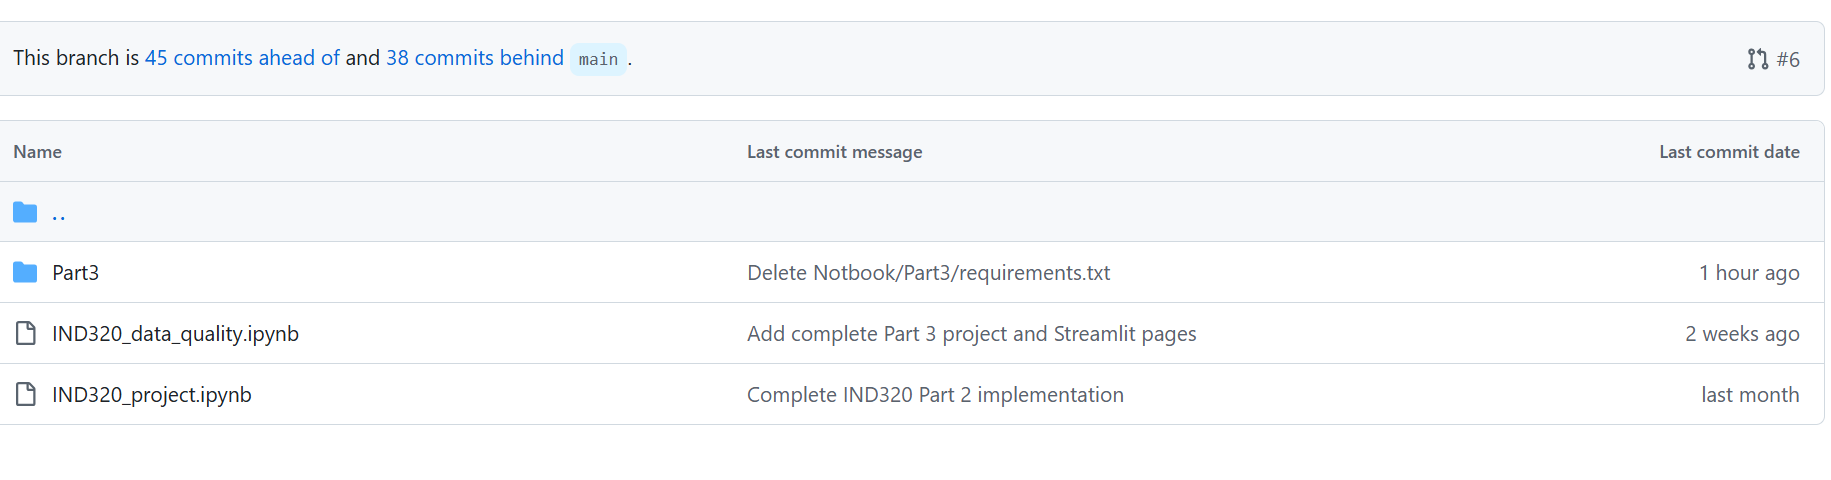 This branch is 45 commits ahead of and 38 commits behind main. #6
Name Last commit message Last commit date
..
Part3 Delete Notbook/Part3/requirements.txt 1 hour ago
IND320_data_quality.ipynb Add complete Part 3 project and Streamlit pages 2 weeks ago
IND320_project.ipynb Complete IND320 Part 2 implementation last month